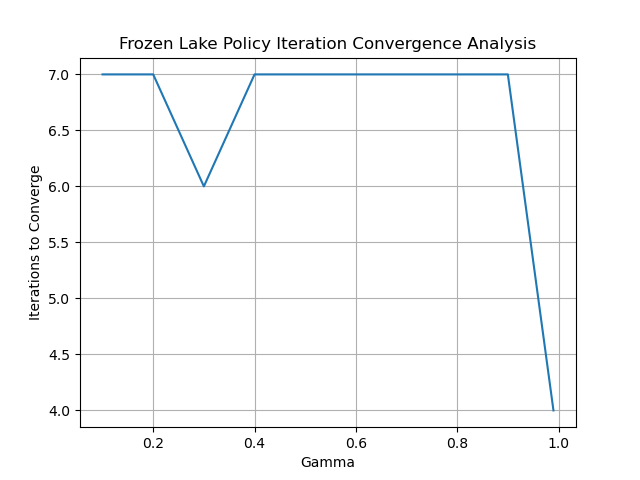 Frozen Lake Policy Iteration Convergence Analysis
Iterations to Converge
7.0
6.5
6.0
5.5
5.0
4.5
4.0
0.2 0.4 0.6 0.8 1.0
Gamma